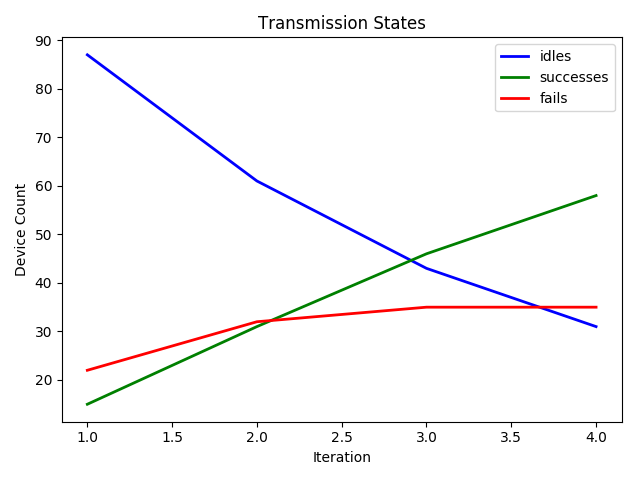 Transmission States
90
80
70
60
50
40
30
20
Device Count
idles
successes
fails
1.0 1.5 2.0 2.5 3.0 3.5 4.0
Iteration